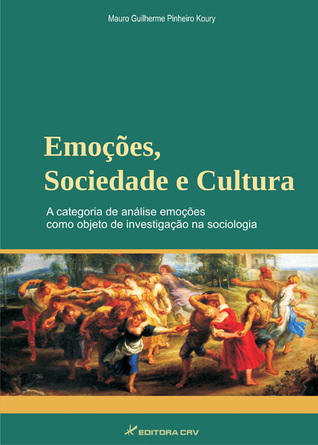 Mauro Guilherme Pinheiro Koury
Emoções,
Sociedade e Cultura
A categoria de análise emoções
como objeto de investigação na sociologia
EDITORA CRV